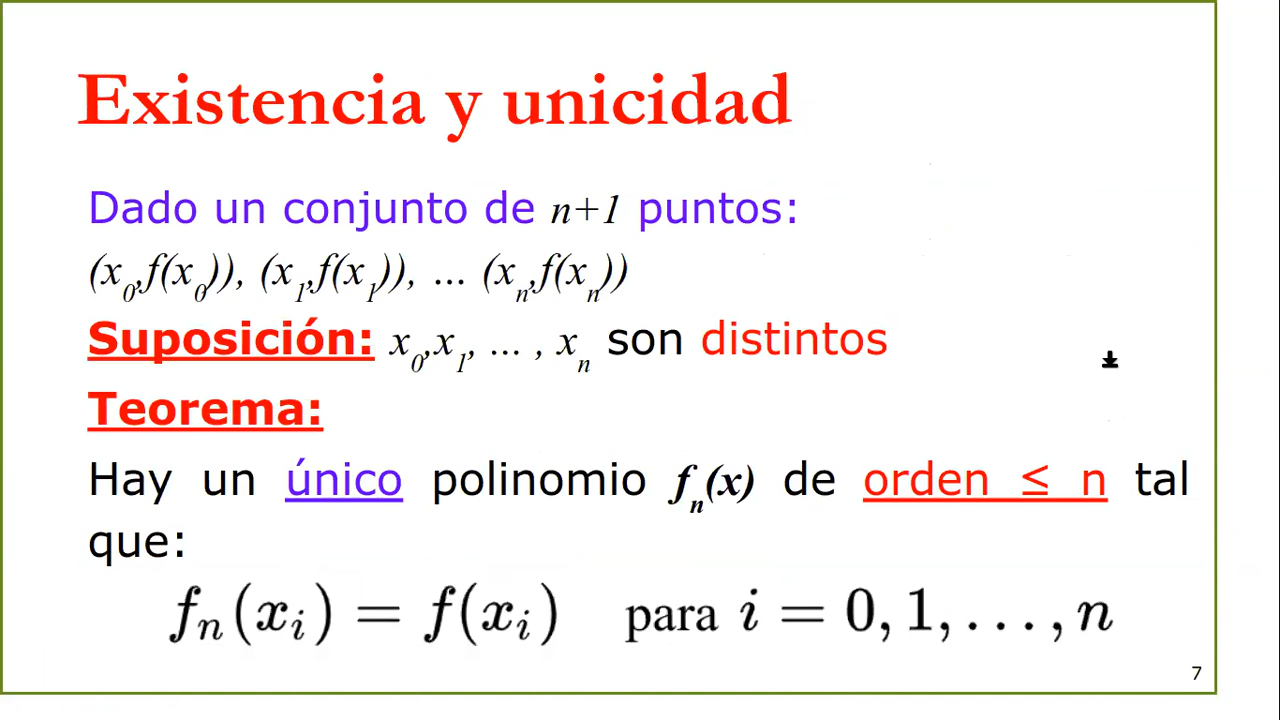 Existencia y unicidad
Dado un conjunto de n+1 puntos:
(x₀,f(x₀)), (x₁,f(x₁)), ... (xₙ,f(xₙ))
Suposición: x₀,x₁, ... , xₙ son distintos
Teorema:
Hay un único polinomio fₙ(x) de orden ≤ n tal
que:
fₙ(xᵢ) = f(xᵢ) para i = 0, 1, . . . , n
7